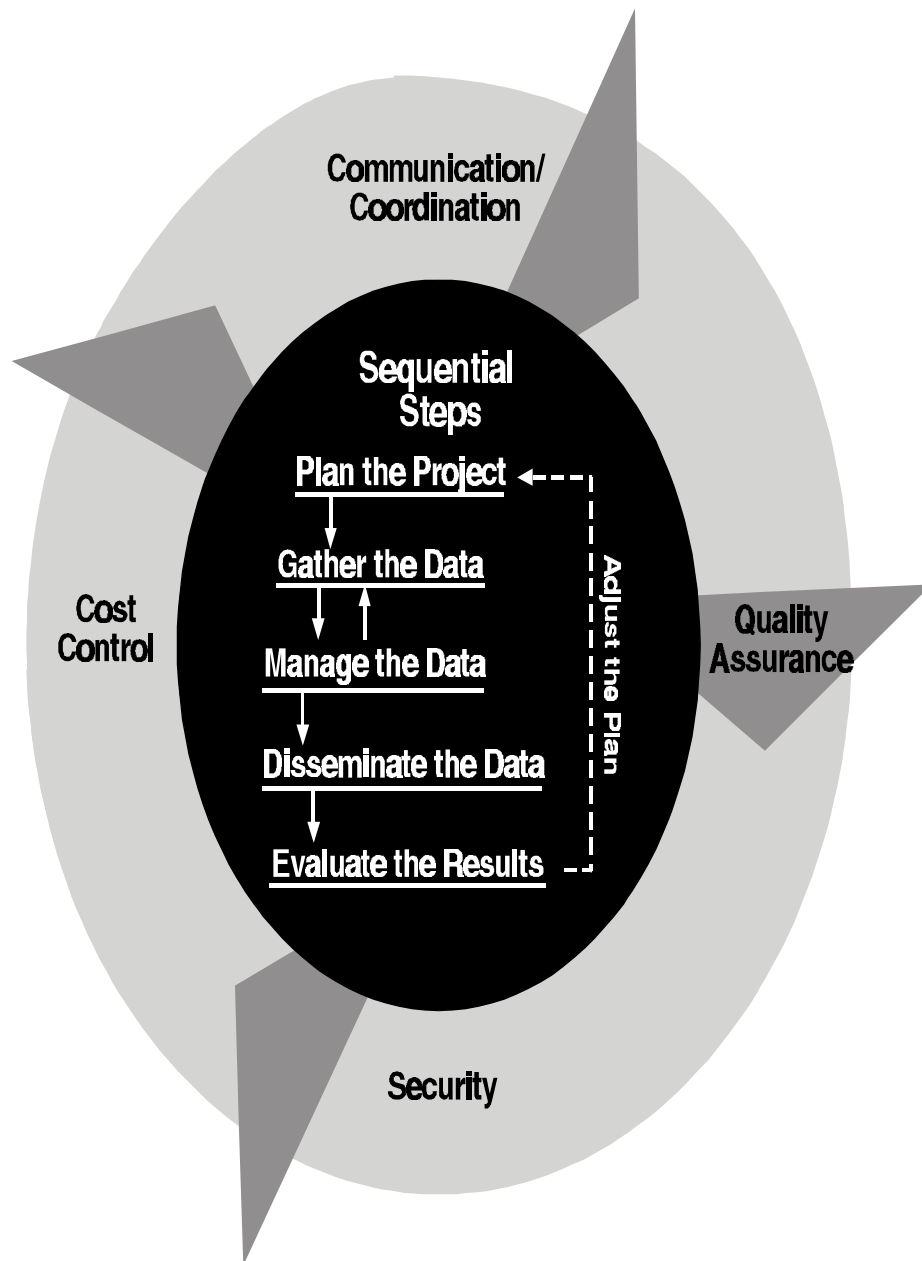 Communication/
Coordination
Sequential
Steps
Plan the Project
Gather the Data
Manage the Data
Disseminate the Data
Evaluate the Results
Adjust the Plan
Cost
Control
Quality
Assurance
Security